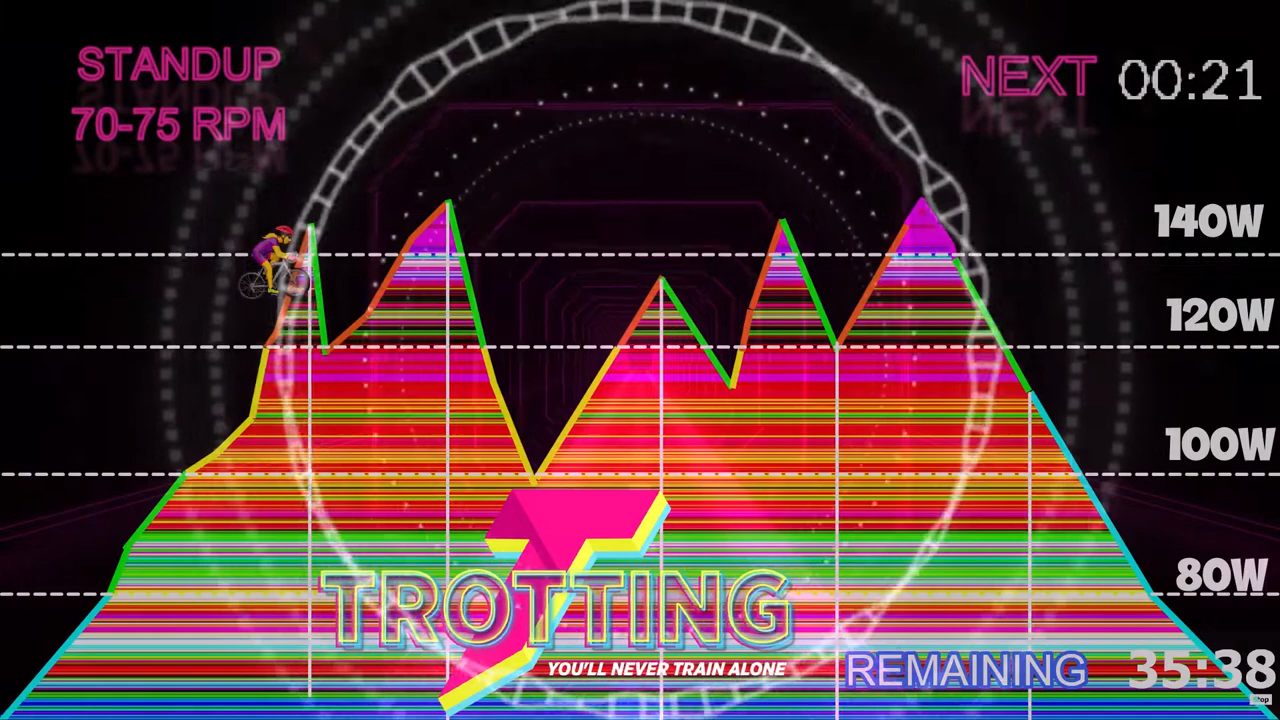 STANDUP
70-75 RPM
NEXT 00:21
140W
120W
100W
80W
TROTTING
YOU'LL NEVER TRAIN ALONE
REMAINING 35:38
Stop